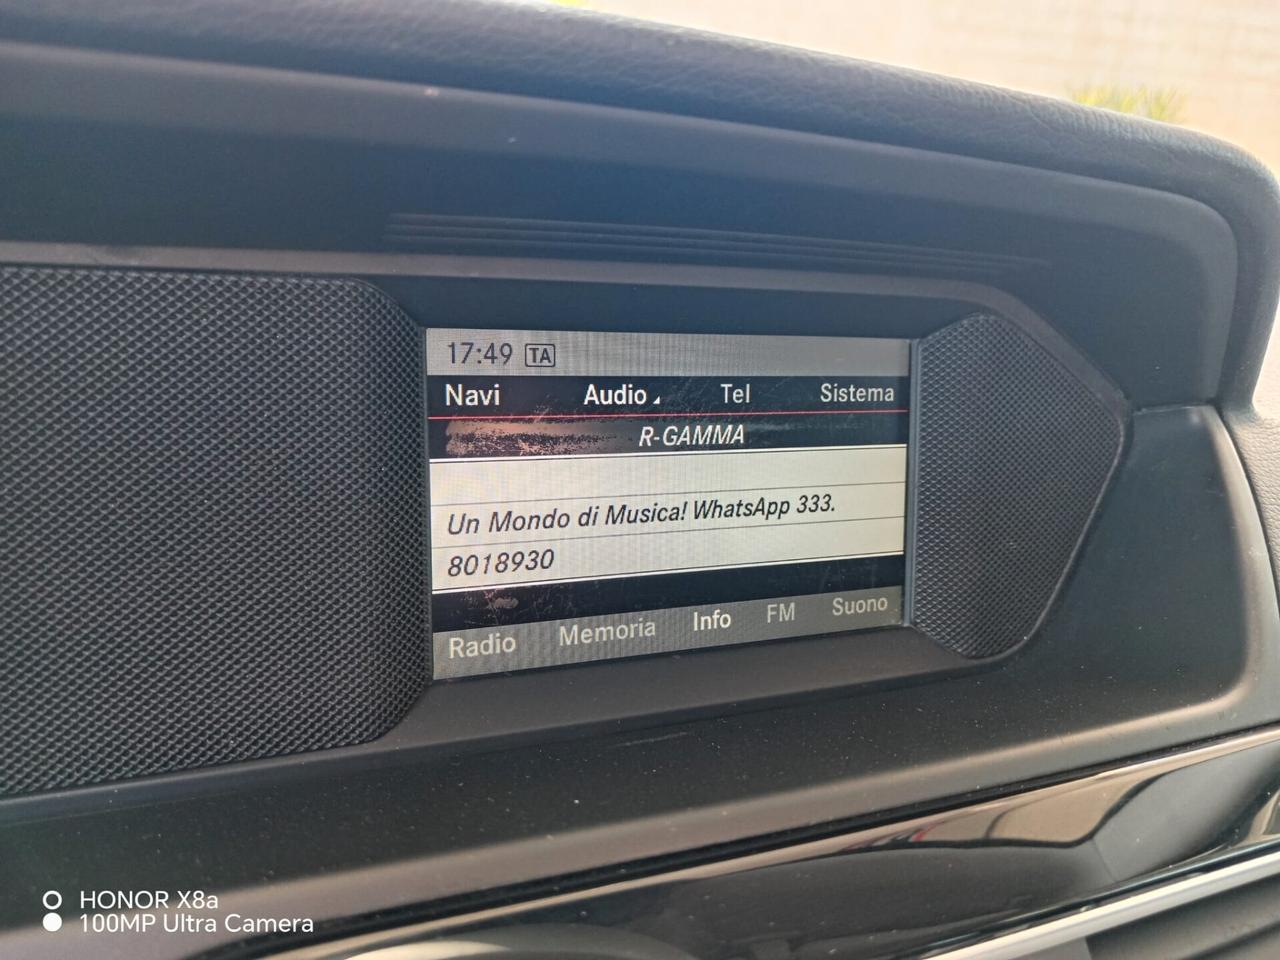 17:49 TA
Navi Audio Tel Sistema
R-GAMMA
Un Mondo di Musica! WhatsApp 333.
8018930
Radio Memoria Info FM Suono
HONOR X8a
100MP Ultra Camera